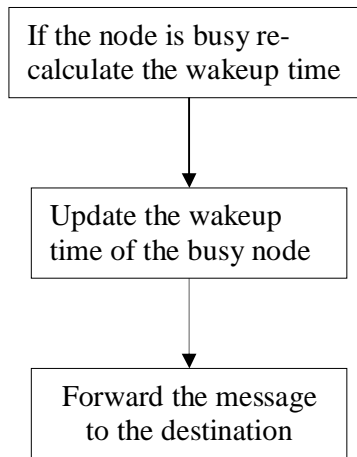 If the node is busy re-
calculate the wakeup time
Update the wakeup
time of the busy node
Forward the message
to the destination